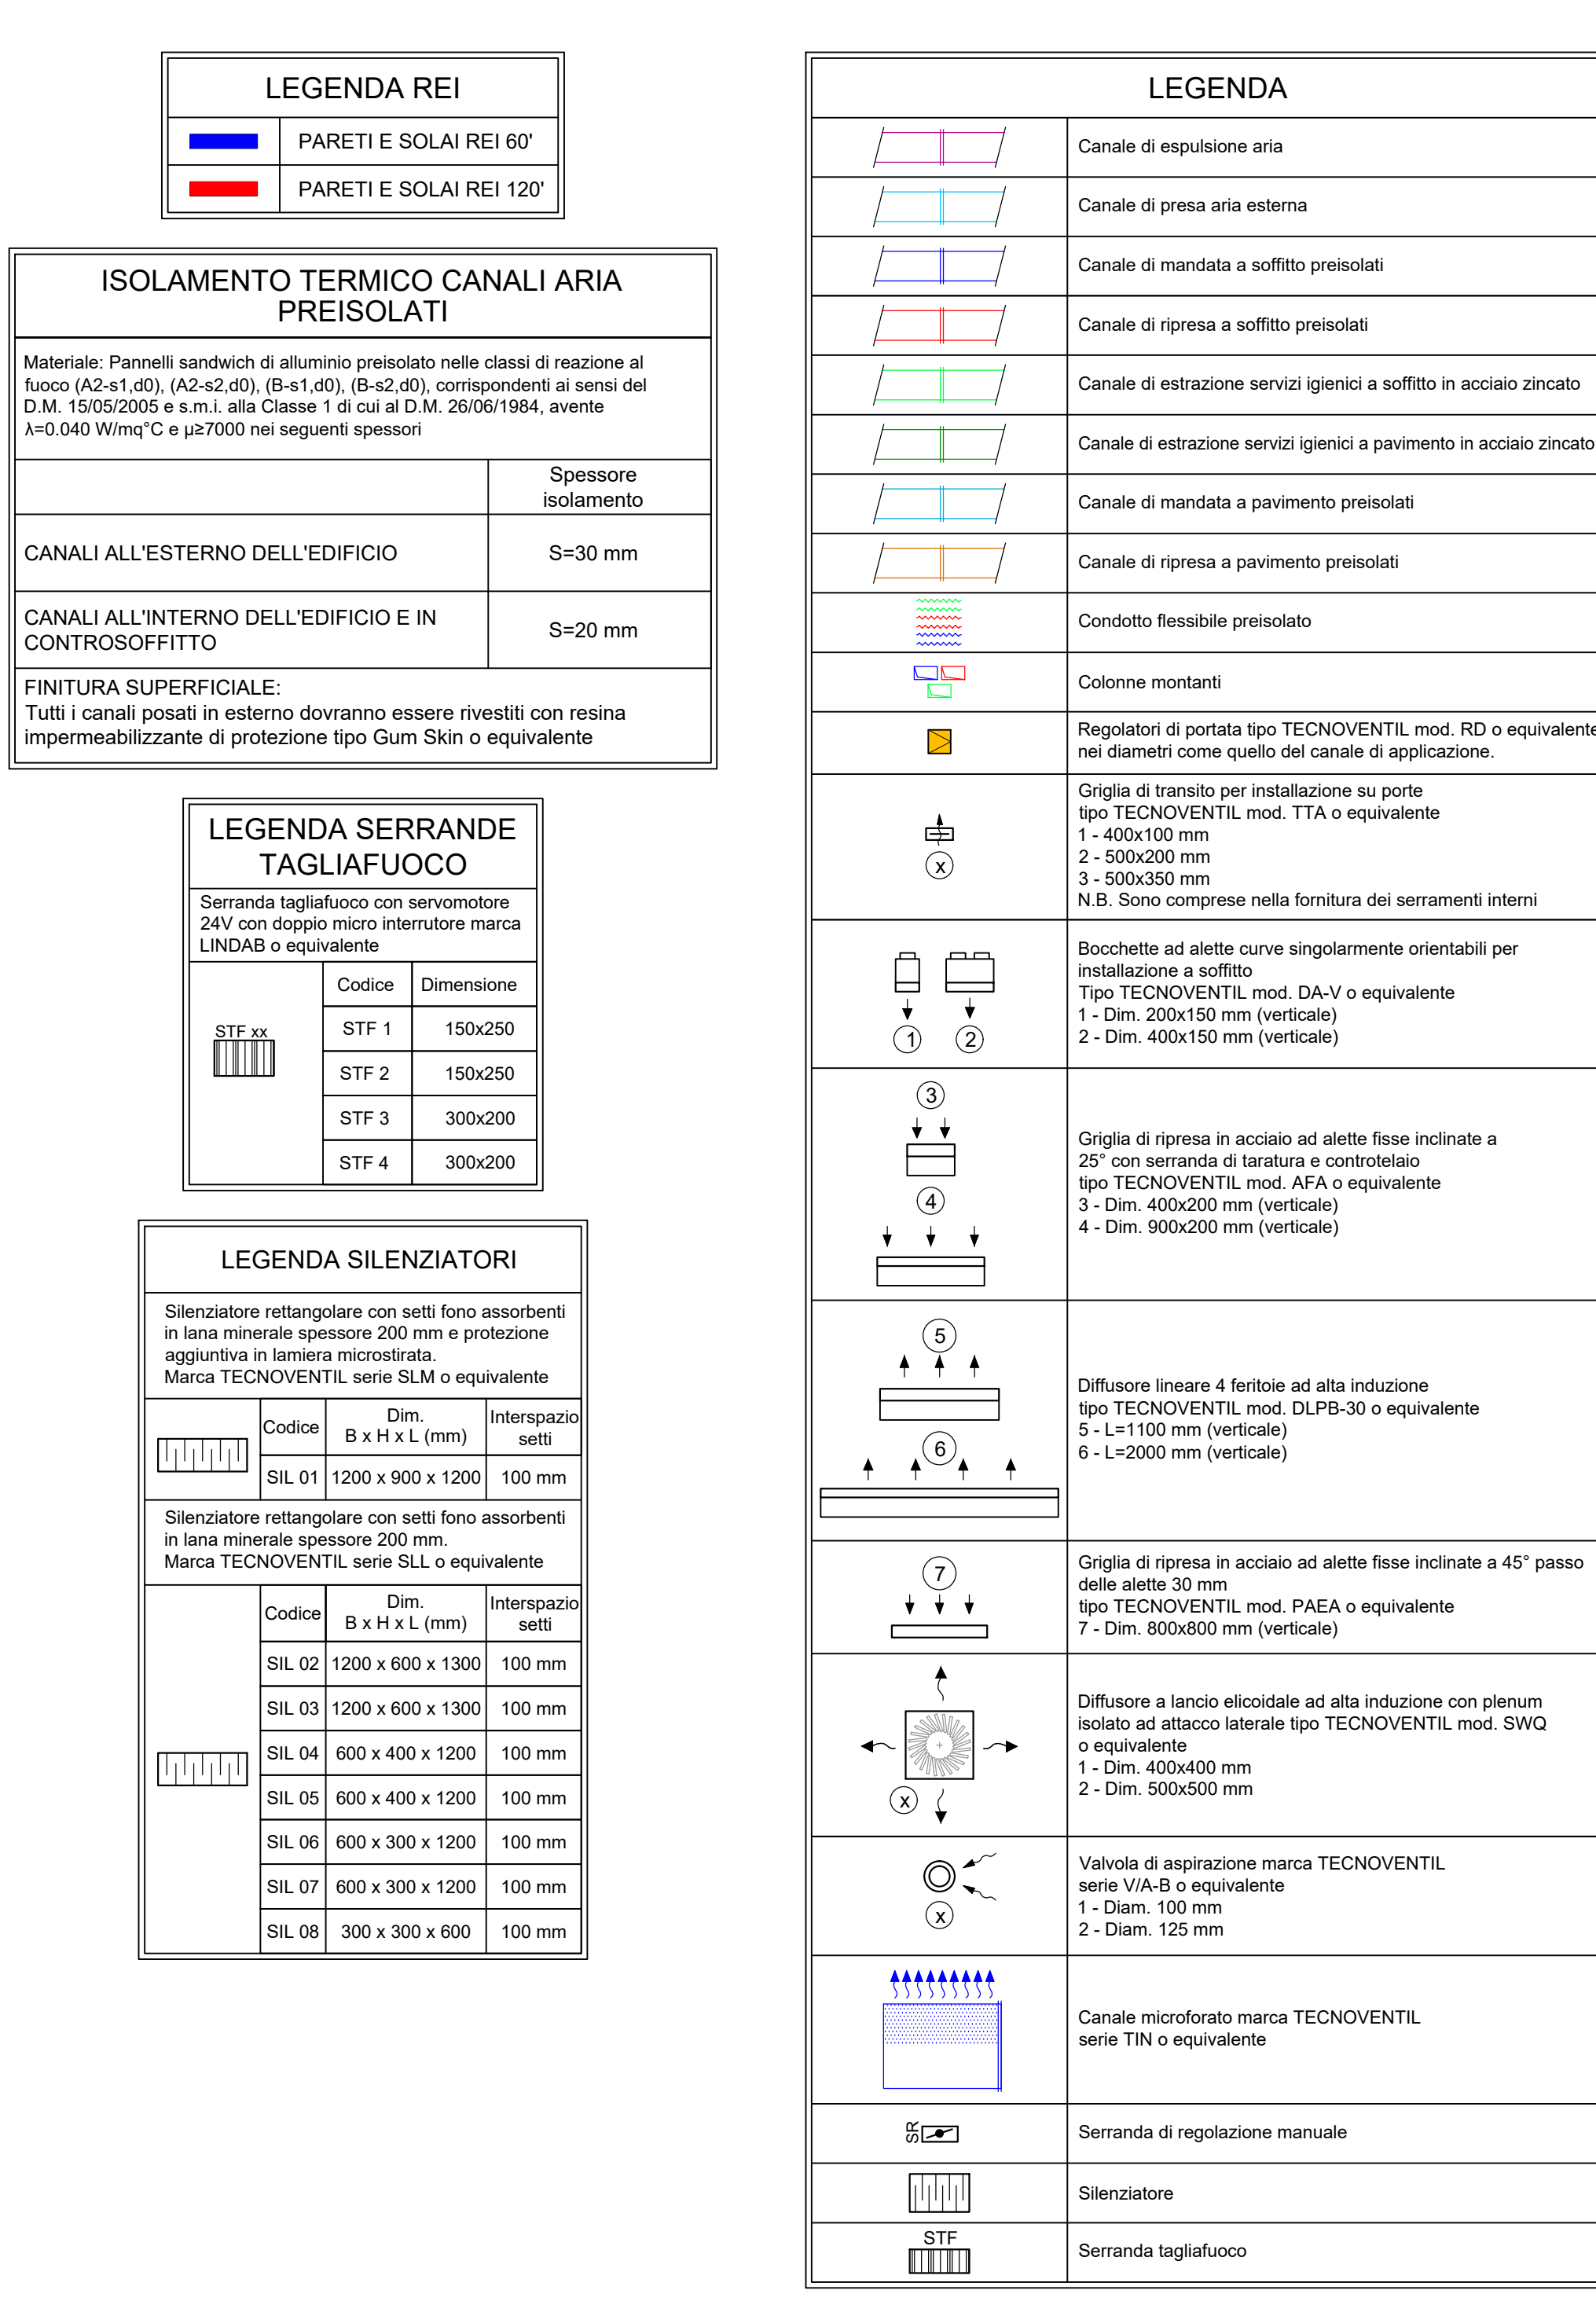 LEGENDA REI
PARETI E SOLAI REI 60'
PARETI E SOLAI REI 120'
ISOLAMENTO TERMICO CANALI ARIA
PREISOLATI
Materiale: Pannelli sandwich di alluminio preisolato nelle classi di reazione al
fuoco (A2-s1,d0), (A2-s2,d0), (B-s1,d0), (B-s2,d0), corrispondenti ai sensi del
D.M. 15/05/2005 e s.m.i. alla Classe 1 di cui al D.M. 26/06/1984, avente
λ=0.040 W/mq°C e µ≥7000 nei seguenti spessori
Spessore
isolamento
CANALI ALL'ESTERNO DELL'EDIFICIO S=30 mm
CANALI ALL'INTERNO DELL'EDIFICIO E IN
CONTROSOFFITTO
S=20 mm
FINITURA SUPERFICIALE:
Tutti i canali posati in esterno dovranno essere rivestiti con resina
impermeabilizzante di protezione tipo Gum Skin o equivalente
LEGENDA SERRANDE
TAGLIAFUOCO
Serranda tagliafuoco con servomotore
24V con doppio micro interrutore marca
LINDAB o equivalente
Codice Dimensione
STF xx
STF 1 150x250
STF 2 150x250
STF 3 300x200
STF 4 300x200
LEGENDA SILENZIATORI
Silenziatore rettangolare con setti fono assorbenti
in lana minerale spessore 200 mm e protezione
aggiuntiva in lamiera microstirata.
Marca TECNOVENTIL serie SLM o equivalente
Codice
Dim.
B x H x L (mm)
Interspazio
setti
SIL 01 1200 x 900 x 1200 100 mm
Silenziatore rettangolare con setti fono assorbenti
in lana minerale spessore 200 mm.
Marca TECNOVENTIL serie SLL o equivalente
Codice
Dim.
B x H x L (mm)
Interspazio
setti
SIL 02 1200 x 600 x 1300 100 mm
SIL 03 1200 x 600 x 1300 100 mm
SIL 04 600 x 400 x 1200 100 mm
SIL 05 600 x 400 x 1200 100 mm
SIL 06 600 x 300 x 1200 100 mm
SIL 07 600 x 300 x 1200 100 mm
SIL 08 300 x 300 x 600 100 mm
LEGENDA
Canale di espulsione aria
Canale di presa aria esterna
Canale di mandata a soffitto preisolati
Canale di ripresa a soffitto preisolati
Canale di estrazione servizi igienici a soffitto in acciaio zincato
Canale di estrazione servizi igienici a pavimento in acciaio zincato
Canale di mandata a pavimento preisolati
Canale di ripresa a pavimento preisolati
Condotto flessibile preisolato
Colonne montanti
Regolatori di portata tipo TECNOVENTIL mod. RD o equivalente
nei diametri come quello del canale di applicazione.
x
Griglia di transito per installazione su porte
tipo TECNOVENTIL mod. TTA o equivalente
1 - 400x100 mm
2 - 500x200 mm
3 - 500x350 mm
N.B. Sono comprese nella fornitura dei serramenti interni
1 2
Bocchette ad alette curve singolarmente orientabili per
installazione a soffitto
Tipo TECNOVENTIL mod. DA-V o equivalente
1 - Dim. 200x150 mm (verticale)
2 - Dim. 400x150 mm (verticale)
3
4
Griglia di ripresa in acciaio ad alette fisse inclinate a
25° con serranda di taratura e controtelaio
tipo TECNOVENTIL mod. AFA o equivalente
3 - Dim. 400x200 mm (verticale)
4 - Dim. 900x200 mm (verticale)
5
6
Diffusore lineare 4 feritoie ad alta induzione
tipo TECNOVENTIL mod. DLPB-30 o equivalente
5 - L=1100 mm (verticale)
6 - L=2000 mm (verticale)
7
Griglia di ripresa in acciaio ad alette fisse inclinate a 45° passo
delle alette 30 mm
tipo TECNOVENTIL mod. PAEA o equivalente
7 - Dim. 800x800 mm (verticale)
x
Diffusore a lancio elicoidale ad alta induzione con plenum
isolato ad attacco laterale tipo TECNOVENTIL mod. SWQ
o equivalente
1 - Dim. 400x400 mm
2 - Dim. 500x500 mm
x
Valvola di aspirazione marca TECNOVENTIL
serie V/A-B o equivalente
1 - Diam. 100 mm
2 - Diam. 125 mm
Canale microforato marca TECNOVENTIL
serie TIN o equivalente
SR
Serranda di regolazione manuale
Silenziatore
STF
Serranda tagliafuoco